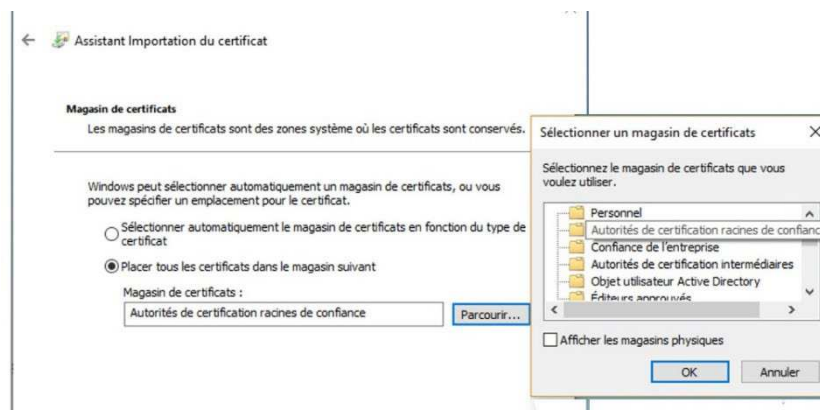 Assistant Importation du certificat
Magasin de certificats
Les magasins de certificats sont des zones système où les certificats sont conservés.
Windows peut sélectionner automatiquement un magasin de certificats, ou vous
pouvez spécifier un emplacement pour le certificat.
Sélectionner automatiquement le magasin de certificats en fonction du type de
certificat
Placer tous les certificats dans le magasin suivant
Magasin de certificats :
Autorités de certification racines de confiance
Parcourir...
Sélectionner un magasin de certificats
Sélectionnez le magasin de certificats que vous
voulez utiliser.
Personnel
Autorités de certification racines de confianc
Confiance de l'entreprise
Autorités de certification intermédiaires
Objet utilisateur Active Directory
Éditeurs approuvés
Afficher les magasins physiques
OK
Annuler